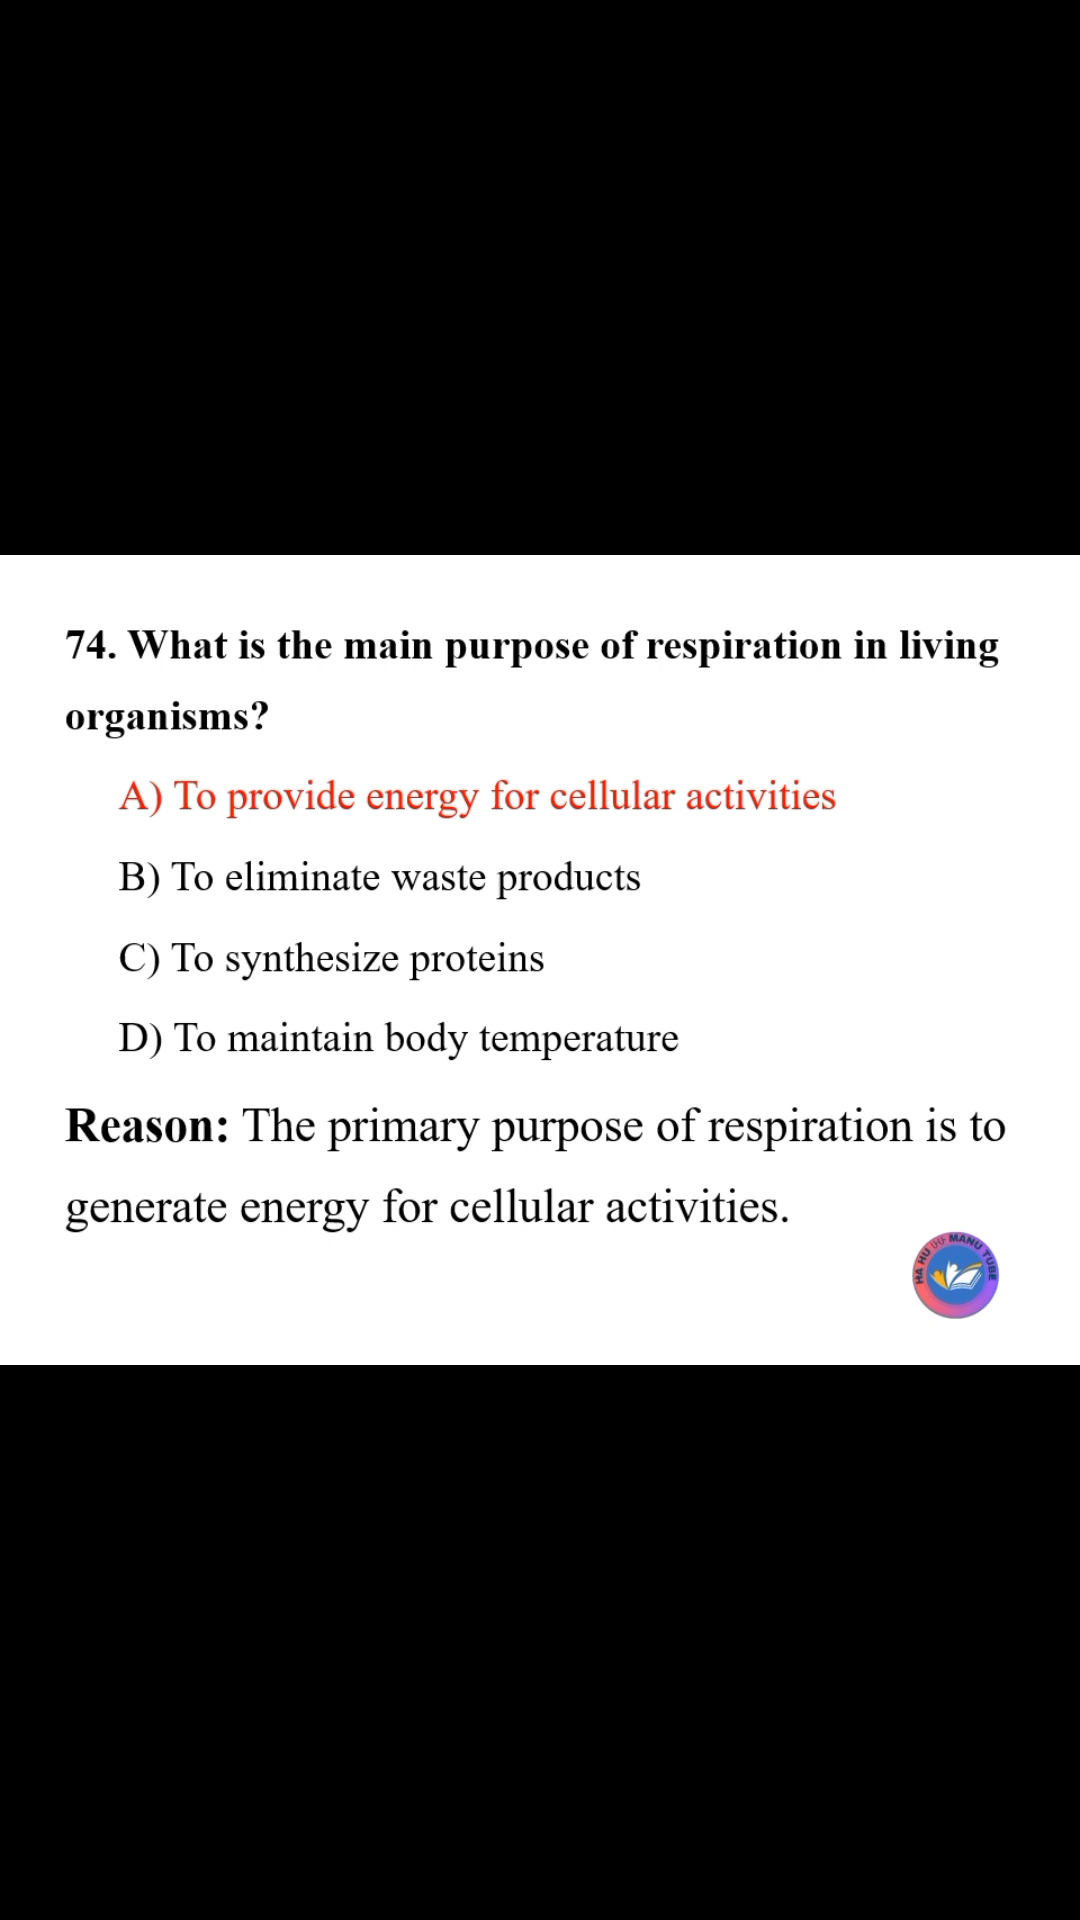 74. What is the main purpose of respiration in living
organisms?
A) To provide energy for cellular activities
B) To eliminate waste products
C) To synthesize proteins
D) To maintain body temperature
Reason: The primary purpose of respiration is to
generate energy for cellular activities.
HA HU MANU TUBE